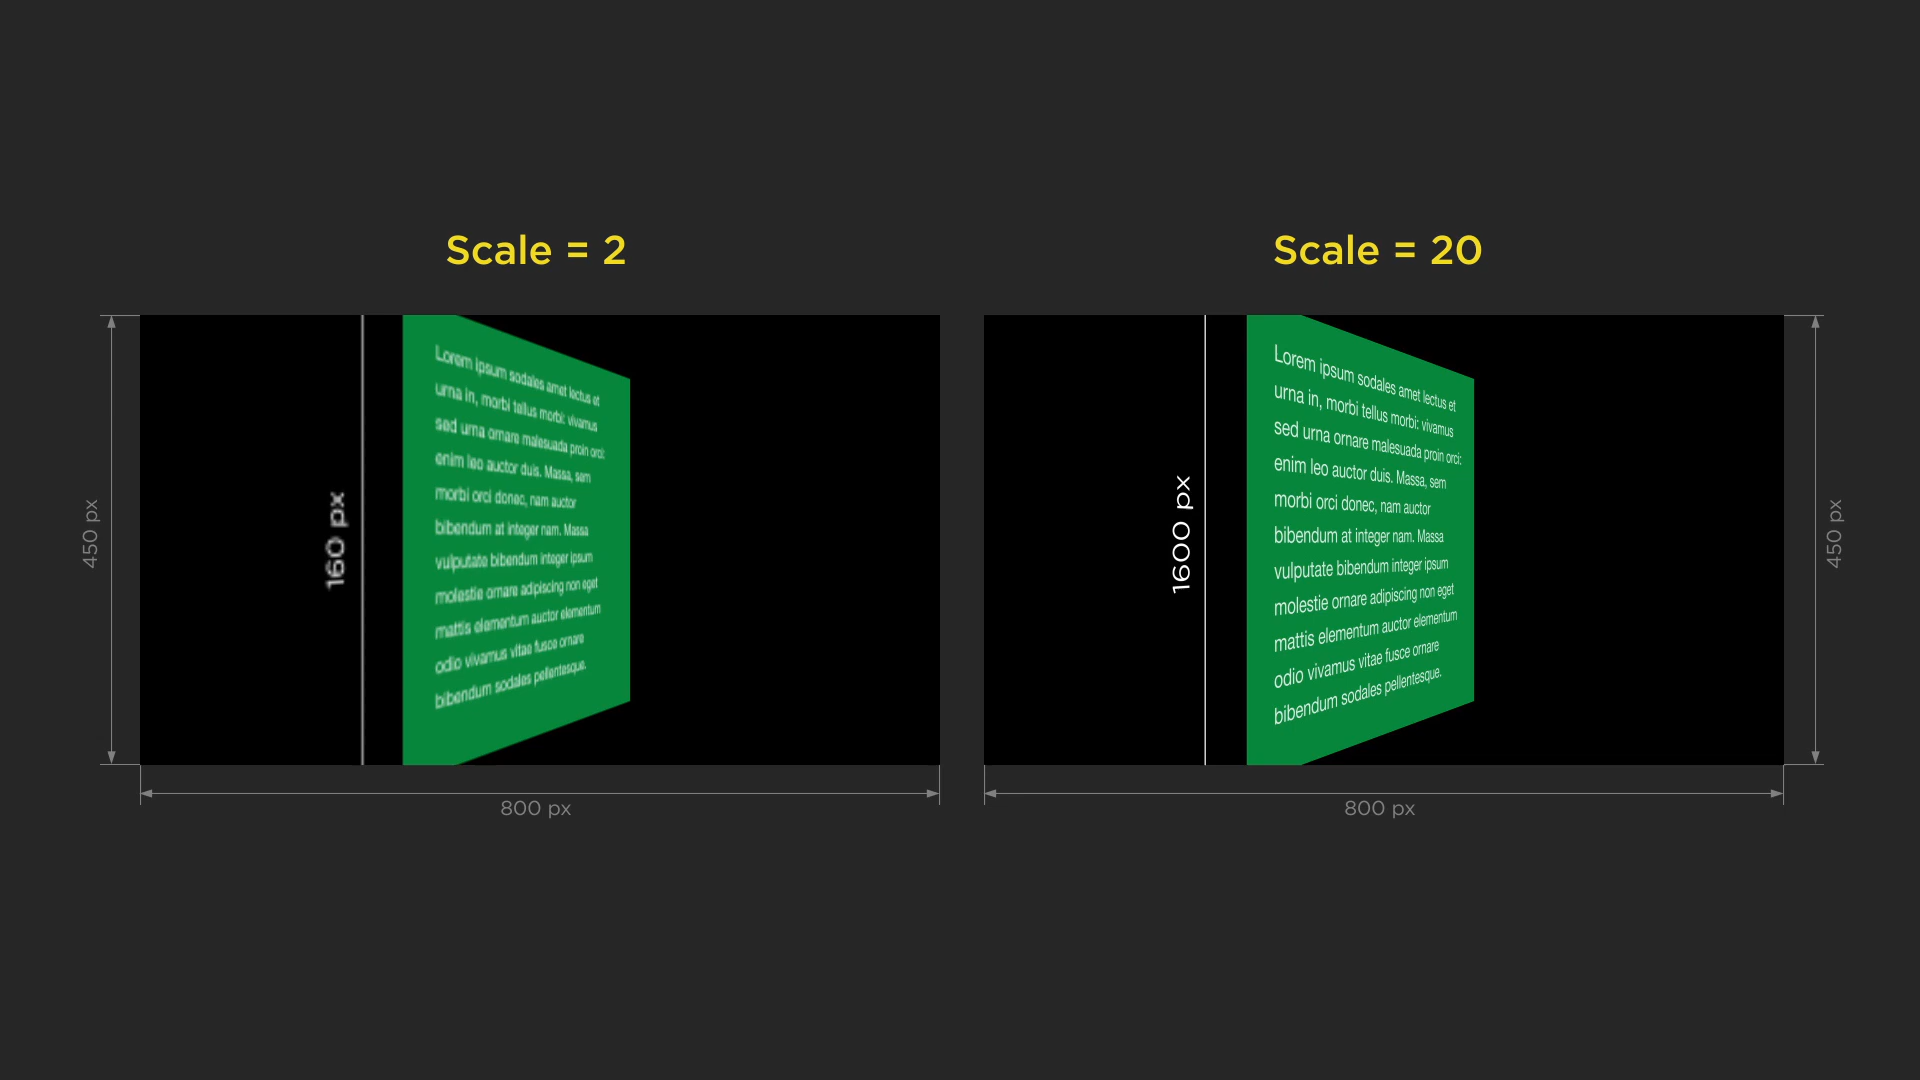 Scale = 2
450 px
160 px
Lorem ipsum sodales amet lectus et
urna in, morbi tellus morbi: vivamus
sed urna ornare malesuada proin orci:
enim leo auctor duis. Massa, sem
morbi orci donec, nam auctor
bibendum at integer nam. Massa
vulputate bibendum integer ipsum
molestie ornare adipiscing non eget
mattis elementum auctor elementum
odio vivamus vitae fusce ornare
bibendum sodales pellentesque.
800 px
Scale = 20
1600 px
Lorem ipsum sodales amet lectus et
urna in, morbi tellus morbi: vivamus
sed urna ornare malesuada proin orci:
enim leo auctor duis. Massa, sem
morbi orci donec, nam auctor
bibendum at integer nam. Massa
vulputate bibendum integer ipsum
molestie ornare adipiscing non eget
mattis elementum auctor elementum
odio vivamus vitae fusce ornare
bibendum sodales pellentesque.
450 px
800 px